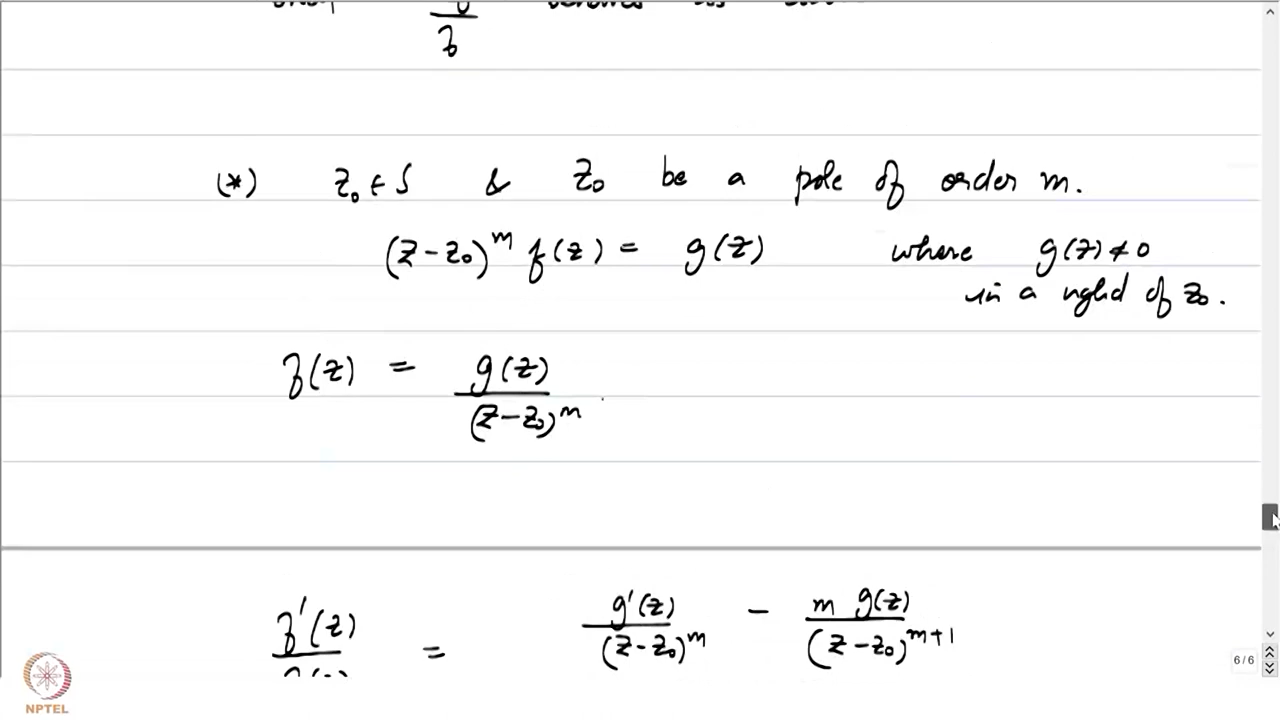 (*) z₀ ∈ S & z₀ be a pole of order m.
(z-z₀)^m f(z) = g(z) where g(z) ≠ 0
in a nghd of z₀.
f(z) = g(z) / (z-z₀)^m
f'(z) / = g'(z) / (z-z₀)^m - m g(z) / (z-z₀)^{m+1}
6 / 6
NPTEL